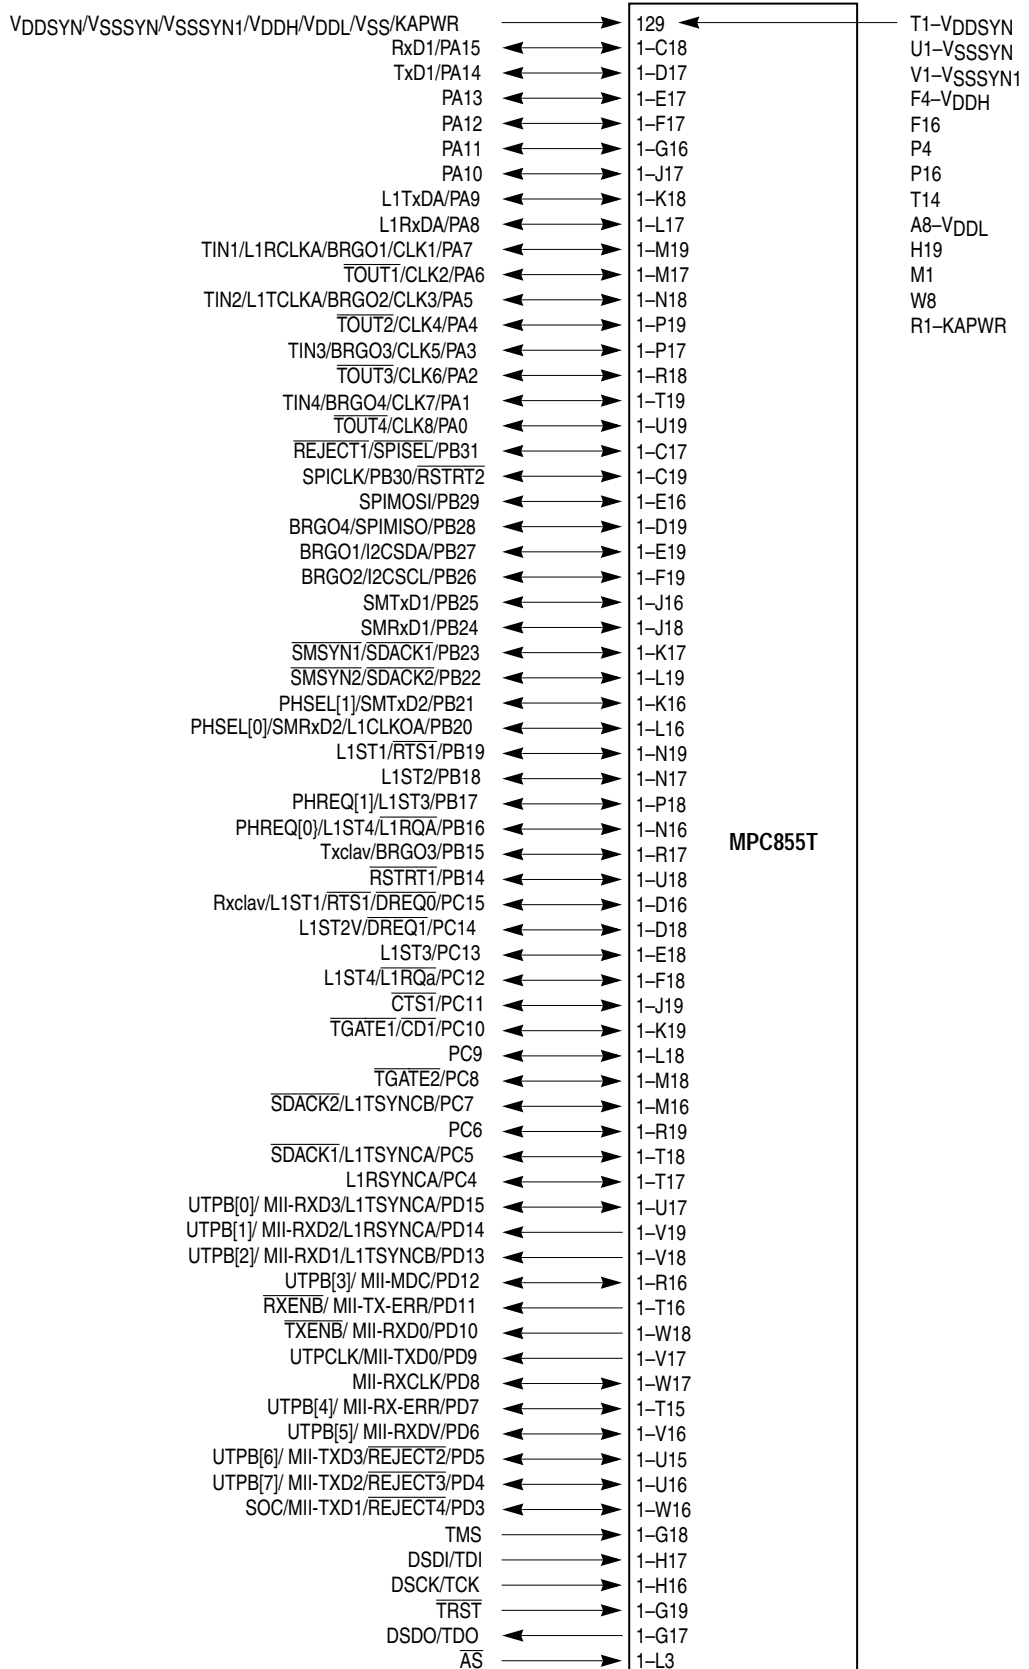 VDDSYN/VSSSYN/VSSSYN1/VDDH/VDDL/VSS/KAPWR 129 T1–VDDSYN
RxD1/PA15 1–C18 U1–VSSSYN
TxD1/PA14 1–D17 V1–VSSSYN1
PA13 1–E17 F4–VDDH
PA12 1–F17 F16
PA11 1–G16 P4
PA10 1–J17 P16
L1TxDA/PA9 1–K18 T14
L1RxDA/PA8 1–L17 A8–VDDL
TIN1/L1RCLKA/BRGO1/CLK1/PA7 1–M19 H19
TOUT1/CLK2/PA6 1–M17 M1
TIN2/L1TCLKA/BRGO2/CLK3/PA5 1–N18 W8
TOUT2/CLK4/PA4 1–P19 R1–KAPWR
TIN3/BRGO3/CLK5/PA3 1–P17
TOUT3/CLK6/PA2 1–R18
TIN4/BRGO4/CLK7/PA1 1–T19
TOUT4/CLK8/PA0 1–U19
REJECT1/SPISEL/PB31 1–C17
SPICLK/PB30/RSTRT2 1–C19
SPIMOSI/PB29 1–E16
BRGO4/SPIMISO/PB28 1–D19
BRGO1/I2CSDA/PB27 1–E19
BRGO2/I2CSCL/PB26 1–F19
SMTxD1/PB25 1–J16
SMRxD1/PB24 1–J18
SMSYN1/SDACK1/PB23 1–K17
SMSYN2/SDACK2/PB22 1–L19
PHSEL[1]/SMTxD2/PB21 1–K16
PHSEL[0]/SMRxD2/L1CLKOA/PB20 1–L16
L1ST1/RTS1/PB19 1–N19
L1ST2/PB18 1–N17
PHREQ[1]/L1ST3/PB17 1–P18
PHREQ[0}/L1ST4/L1RQA/PB16 1–N16
MPC855T
Txclav/BRGO3/PB15 1–R17
RSTRT1/PB14 1–U18
Rxclav/L1ST1/RTS1/DREQ0/PC15 1–D16
L1ST2V/DREQ1/PC14 1–D18
L1ST3/PC13 1–E18
L1ST4/L1RQa/PC12 1–F18
CTS1/PC11 1–J19
TGATE1/CD1/PC10 1–K19
PC9 1–L18
TGATE2/PC8 1–M18
SDACK2/L1TSYNCB/PC7 1–M16
PC6 1–R19
SDACK1/L1TSYNCA/PC5 1–T18
L1RSYNCA/PC4 1–T17
UTPB[0]/ MII-RXD3/L1TSYNCA/PD15 1–U17
UTPB[1]/ MII-RXD2/L1RSYNCA/PD14 1–V19
UTPB[2]/ MII-RXD1/L1TSYNCB/PD13 1–V18
UTPB[3]/ MII-MDC/PD12 1–R16
RXENB/ MII-TX-ERR/PD11 1–T16
TXENB/ MII-RXD0/PD10 1–W18
UTPCLK/MII-TXD0/PD9 1–V17
MII-RXCLK/PD8 1–W17
UTPB[4]/ MII-RX-ERR/PD7 1–T15
UTPB[5]/ MII-RXDV/PD6 1–V16
UTPB[6]/ MII-TXD3/REJECT2/PD5 1–U15
UTPB[7]/ MII-TXD2/REJECT3/PD4 1–U16
SOC/MII-TXD1/REJECT4/PD3 1–W16
TMS 1–G18
DSDI/TDI 1–H17
DSCK/TCK 1–H16
TRST 1–G19
DSDO/TDO 1–G17
AS 1–L3